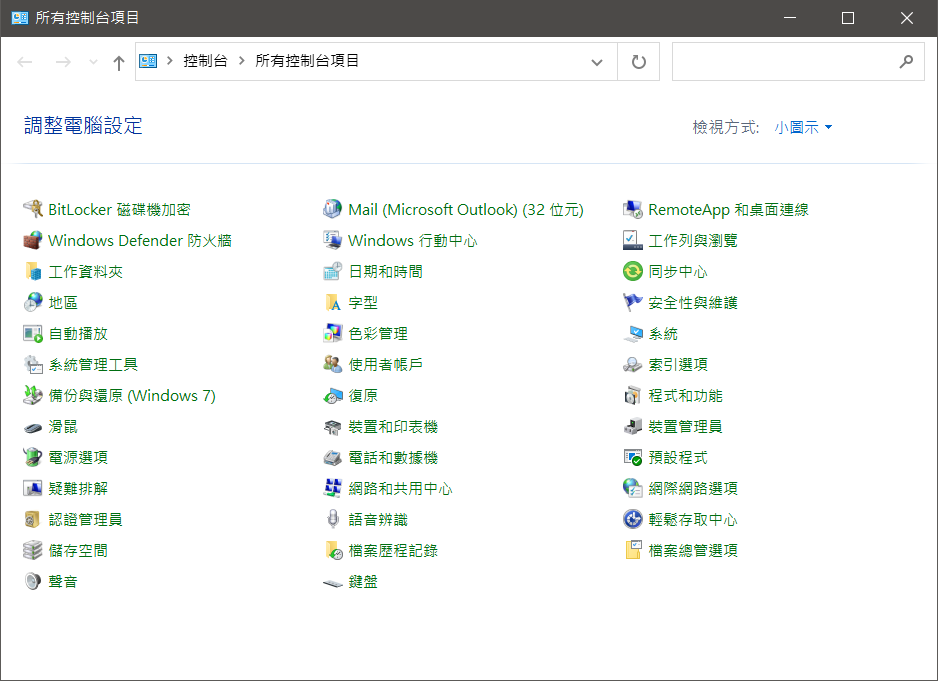 所有控制台項目
控制台 所有控制台項目
調整電腦設定
檢視方式: 小圖示
BitLocker 磁碟機加密 Mail (Microsoft Outlook) (32 位元) RemoteApp 和桌面連線
Windows Defender 防火牆 Windows 行動中心 工作列與瀏覽
工作資料夾 日期和時間 同步中心
地區 字型 安全性與維護
自動播放 色彩管理 系統
系統管理工具 使用者帳戶 索引選項
備份與還原 (Windows 7) 復原 程式和功能
滑鼠 裝置和印表機 裝置管理員
電源選項 電話和數據機 預設程式
疑難排解 網路和共用中心 網際網路選項
認證管理員 語音辨識 輕鬆存取中心
儲存空間 檔案歷程記錄 檔案總管選項
聲音 鍵盤